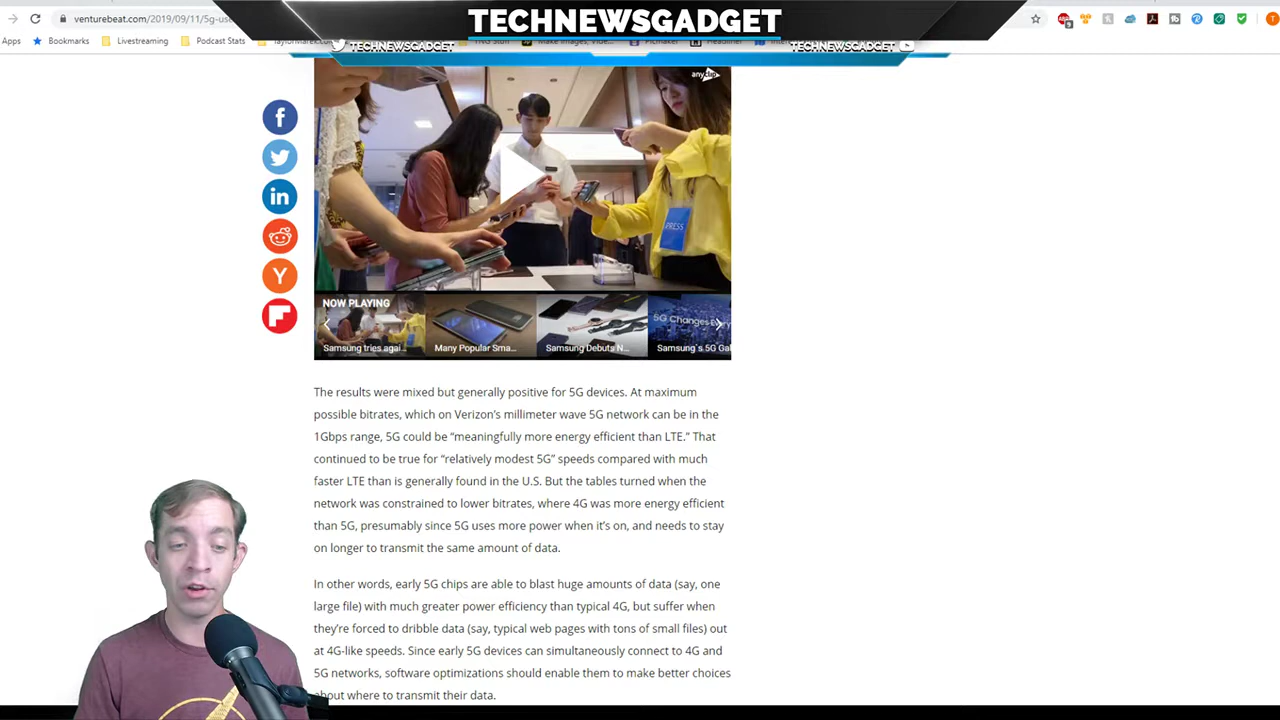 TECHNEWSGADGET
venturebeat.com/2019/09/11/5g-use
Apps
Bookmarks
Livestreaming
Podcast Stats
TECHNEWSGADGET
TECHNEWSGADGET
anyclip
PRESS
NOW PLAYING
5G Changes Every
Samsung tries agai...
Many Popular Sma...
Samsung Debuts N...
Samsung's 5G Gal
The results were mixed but generally positive for 5G devices. At maximum
possible bitrates, which on Verizon's millimeter wave 5G network can be in the
1Gbps range, 5G could be “meaningfully more energy efficient than LTE.” That
continued to be true for “relatively modest 5G” speeds compared with much
faster LTE than is generally found in the U.S. But the tables turned when the
network was constrained to lower bitrates, where 4G was more energy efficient
than 5G, presumably since 5G uses more power when it's on, and needs to stay
on longer to transmit the same amount of data.
In other words, early 5G chips are able to blast huge amounts of data (say, one
large file) with much greater power efficiency than typical 4G, but suffer when
they're forced to dribble data (say, typical web pages with tons of small files) out
at 4G-like speeds. Since early 5G devices can simultaneously connect to 4G and
5G networks, software optimizations should enable them to make better choices
about where to transmit their data.